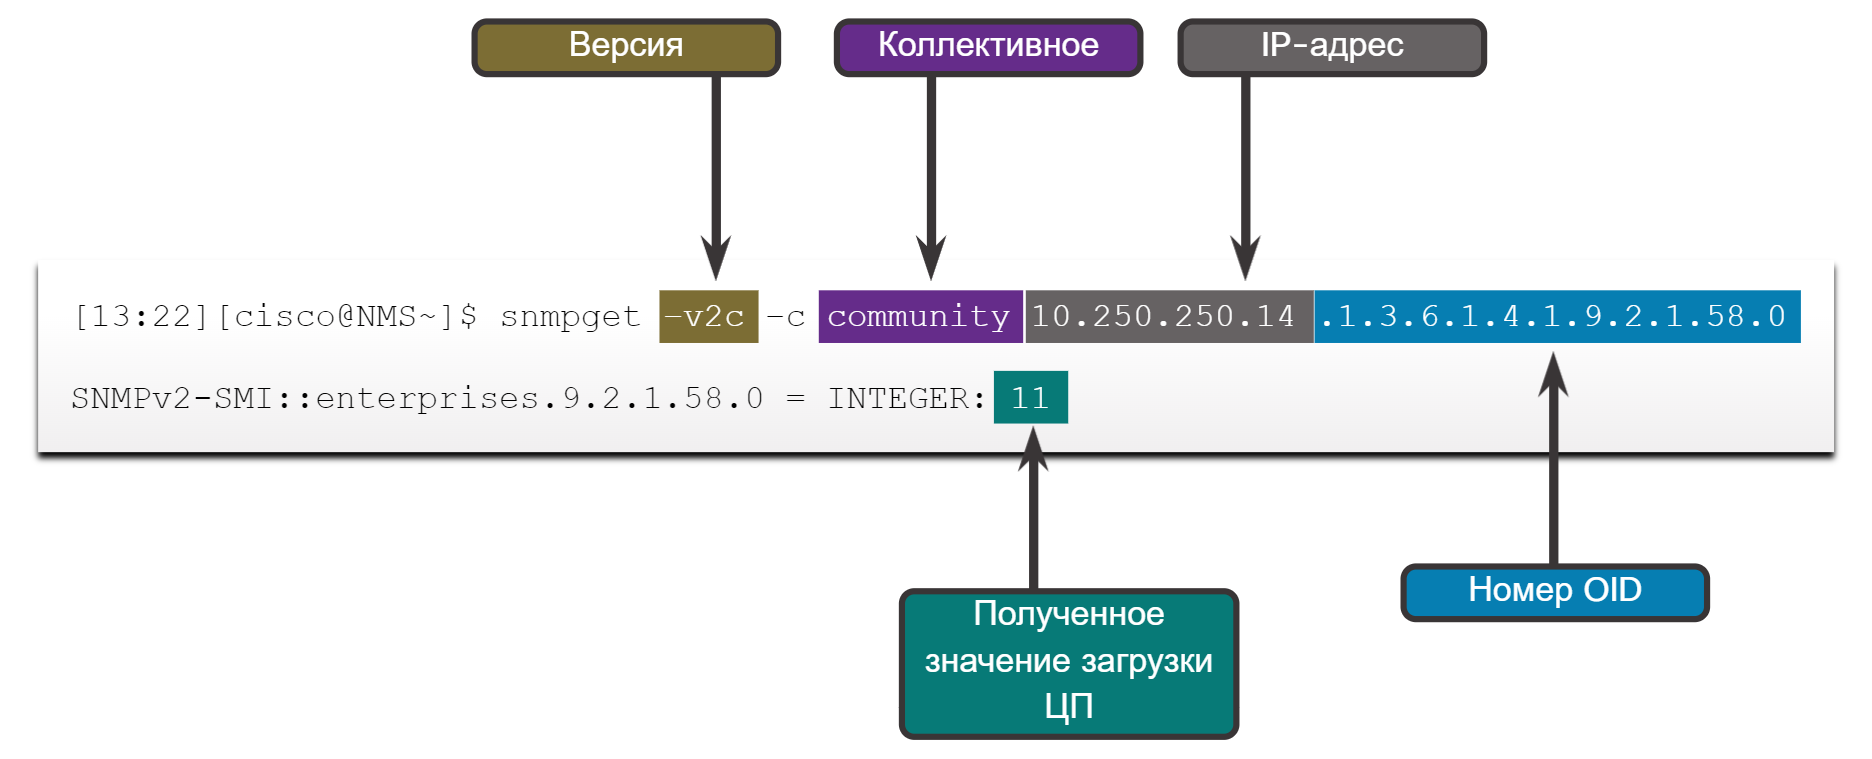 Версия
Коллективное
IP-адрес
[13:22][cisco@NMS~]$ snmpget -v2c -c community 10.250.250.14 .1.3.6.1.4.1.9.2.1.58.0
SNMPv2-SMI::enterprises.9.2.1.58.0 = INTEGER: 11
Номер OID
Полученное
значение загрузки
ЦП